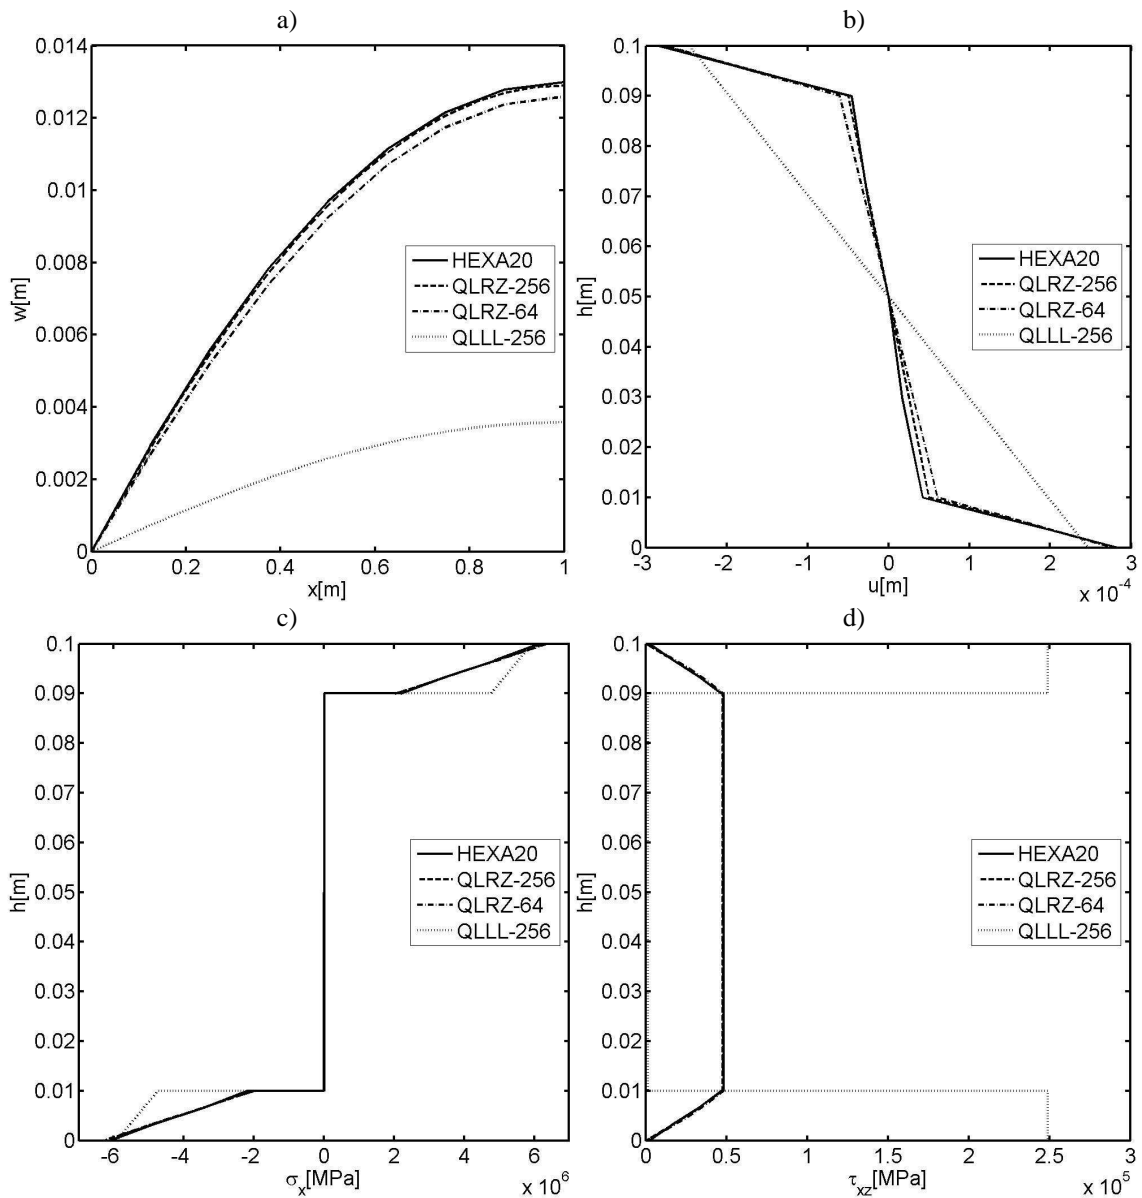 a)
0.014
0.012
0.01
0.008
0.006
0.004
0.002
0
w[m]
HEXA20
QLRZ-256
QLRZ-64
QLLL-256
0 0.2 0.4 0.6 0.8 1
x[m]
b)
0.1
0.09
0.08
0.07
0.06
0.05
0.04
0.03
0.02
0.01
0
h[m]
HEXA20
QLRZ-256
QLRZ-64
QLLL-256
-3 -2 -1 0 1 2 3
u[m]
x 10^-4
c)
0.1
0.09
0.08
0.07
0.06
0.05
0.04
0.03
0.02
0.01
0
h[m]
HEXA20
QLRZ-256
QLRZ-64
QLLL-256
-6 -4 -2 0 2 4 6
σ_x[MPa]
x 10^6
d)
0.1
0.09
0.08
0.07
0.06
0.05
0.04
0.03
0.02
0.01
0
h[m]
HEXA20
QLRZ-256
QLRZ-64
QLLL-256
0 0.5 1 1.5 2 2.5 3
τ_xz[MPa]
x 10^5